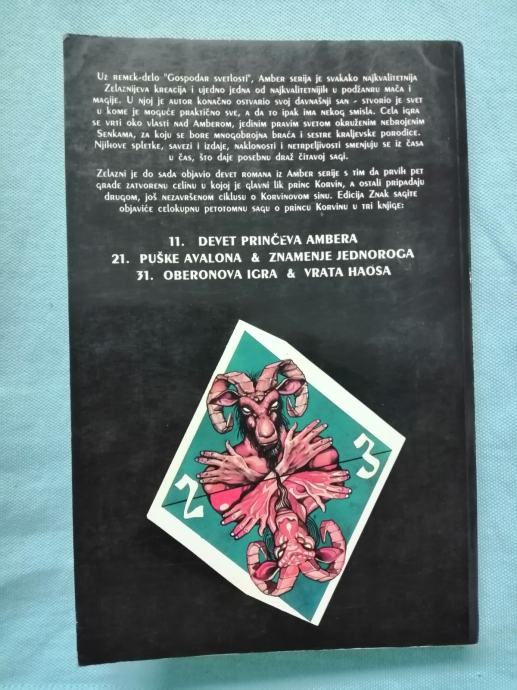 Uz remek-delo "Gospodar svetlosti", Amber serija je svakako najkvalitetnija
Zelaznijeva kreacija i ujedno jedna od najkvalitetnijih u podžanru mača i
magije. U njoj je autor konačno ostvario svoj davnašnji san - stvorio je svet
u kome je moguće praktično sve, a da to ipak ima nekog smisla. Cela igra
se vrti oko vlasti nad Amberom, jedinim pravim svetom okruženim nebrojenim
Senkama, za koju se bore mnogobrojna braća i sestre kraljevske porodice.
Njihove spletke, savezi i izdaje, naklonosti i netrpeljivosti smenjuju se iz časa
u čas, što daje posebnu draž čitavoj sagi.
Zelazni je do sada objavio devet romana iz Amber serije s tim da prvih pet
grade zatvorenu celinu u kojoj je glavni lik princ Korvin, a ostali pripadaju
drugom, još nezavršenom ciklusu o Korvinovom sinu. Edicija Znak sagite
objaviće celokupnu petotomnu sagu o princu Korvinu u tri knjige:
11. DEVET PRINČEVA AMBERA
21. PUŠKE AVALONA & ZNAMENJE JEDNOROGA
31. OBERONOVA IGRA & VRATA HAOSA
3
2